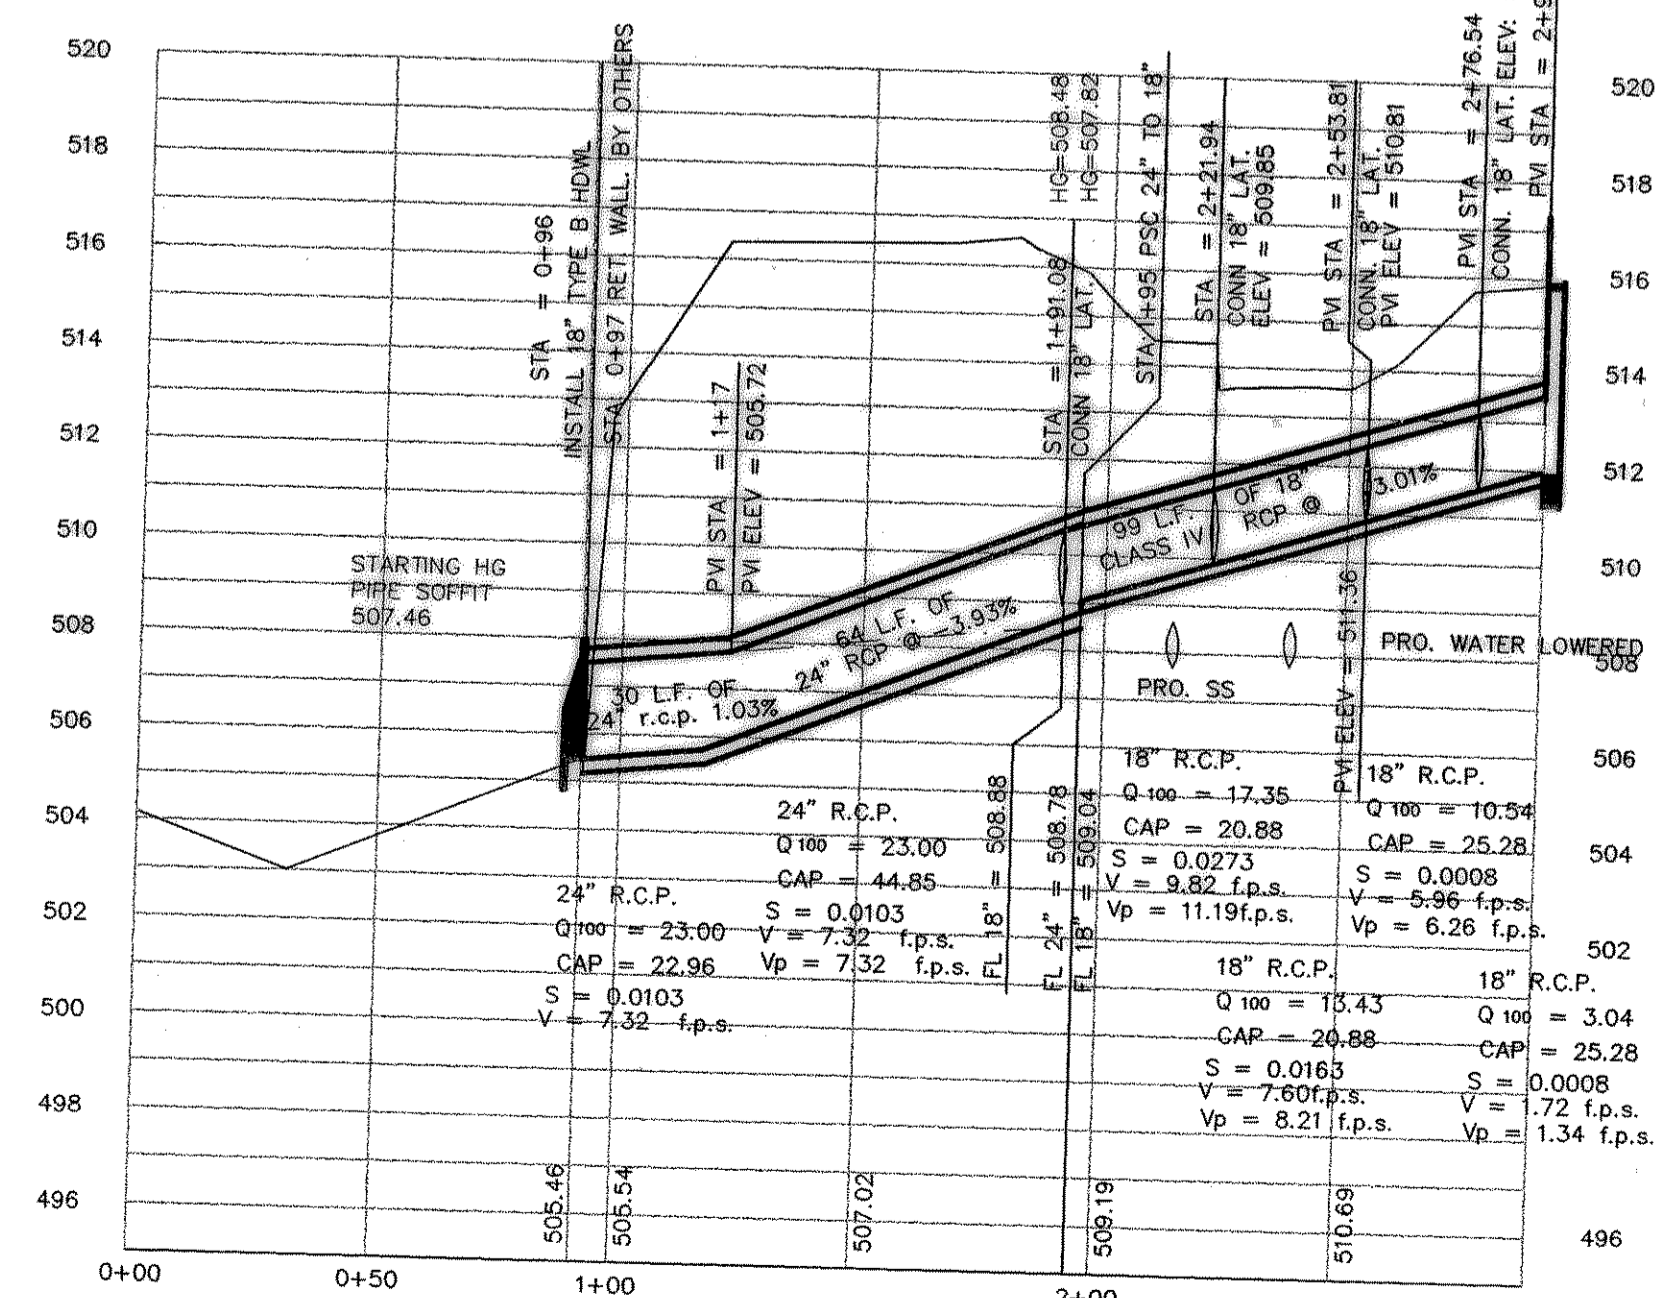 520
518
516
514
512
510
508
506
504
502
500
498
496
0+00
0+50
1+00
2+00
520
518
516
514
512
510
508
506
504
502
496
STARTING HG
PIPE SOFFIT
507.46
STA = 0+96
INSTALL 18" TYPE B HDWL
STA 0+97 RET. WALL. BY OTHERS
PVI STA = 1+17
PVI ELEV = 505.72
HG=508.48
HG=507.82
STA = 1+91.08
CONN 18" LAT.
STA 1+95 PSC 24" TO 18"
STA = 2+21.94
CONN 18" LAT.
ELEV = 509.85
PVI STA = 2+53.81
CONN. 18" LAT.
PVI ELEV = 510.81
PVI STA = 2+76.54
CONN. 18" LAT. ELEV:
PVI STA = 2+9
30 L.F. OF
24" r.c.p. 1.03%
64 L.F. OF
24" RCP @ -3.93%
99 L.F. OF 18"
CLASS IV RCP @ 3.01%
PRO. SS
PRO. WATER LOWERED
PVI ELEV = 511.36
FL 18" = 508.88
FL 24" = 508.78
FL 18" = 509.04
24" R.C.P.
Q 100 = 23.00
CAP = 22.96
S = 0.0103
V = 7.32 f.p.s.
24" R.C.P.
Q 100 = 23.00
CAP = 44.85
S = 0.0103
V = 7.32 f.p.s.
Vp = 7.32 f.p.s.
18" R.C.P.
Q 100 = 17.35
CAP = 20.88
S = 0.0273
V = 9.82 f.p.s.
Vp = 11.19f.p.s.
18" R.C.P.
Q 100 = 13.43
CAP = 20.88
S = 0.0163
V = 7.60f.p.s.
Vp = 8.21 f.p.s.
18" R.C.P.
Q 100 = 10.54
CAP = 25.28
S = 0.0008
V = 5.96 f.p.s.
Vp = 6.26 f.p.s.
18" R.C.P.
Q 100 = 3.04
CAP = 25.28
S = 0.0008
V = 1.72 f.p.s.
Vp = 1.34 f.p.s.
505.46
505.54
507.02
509.19
510.69